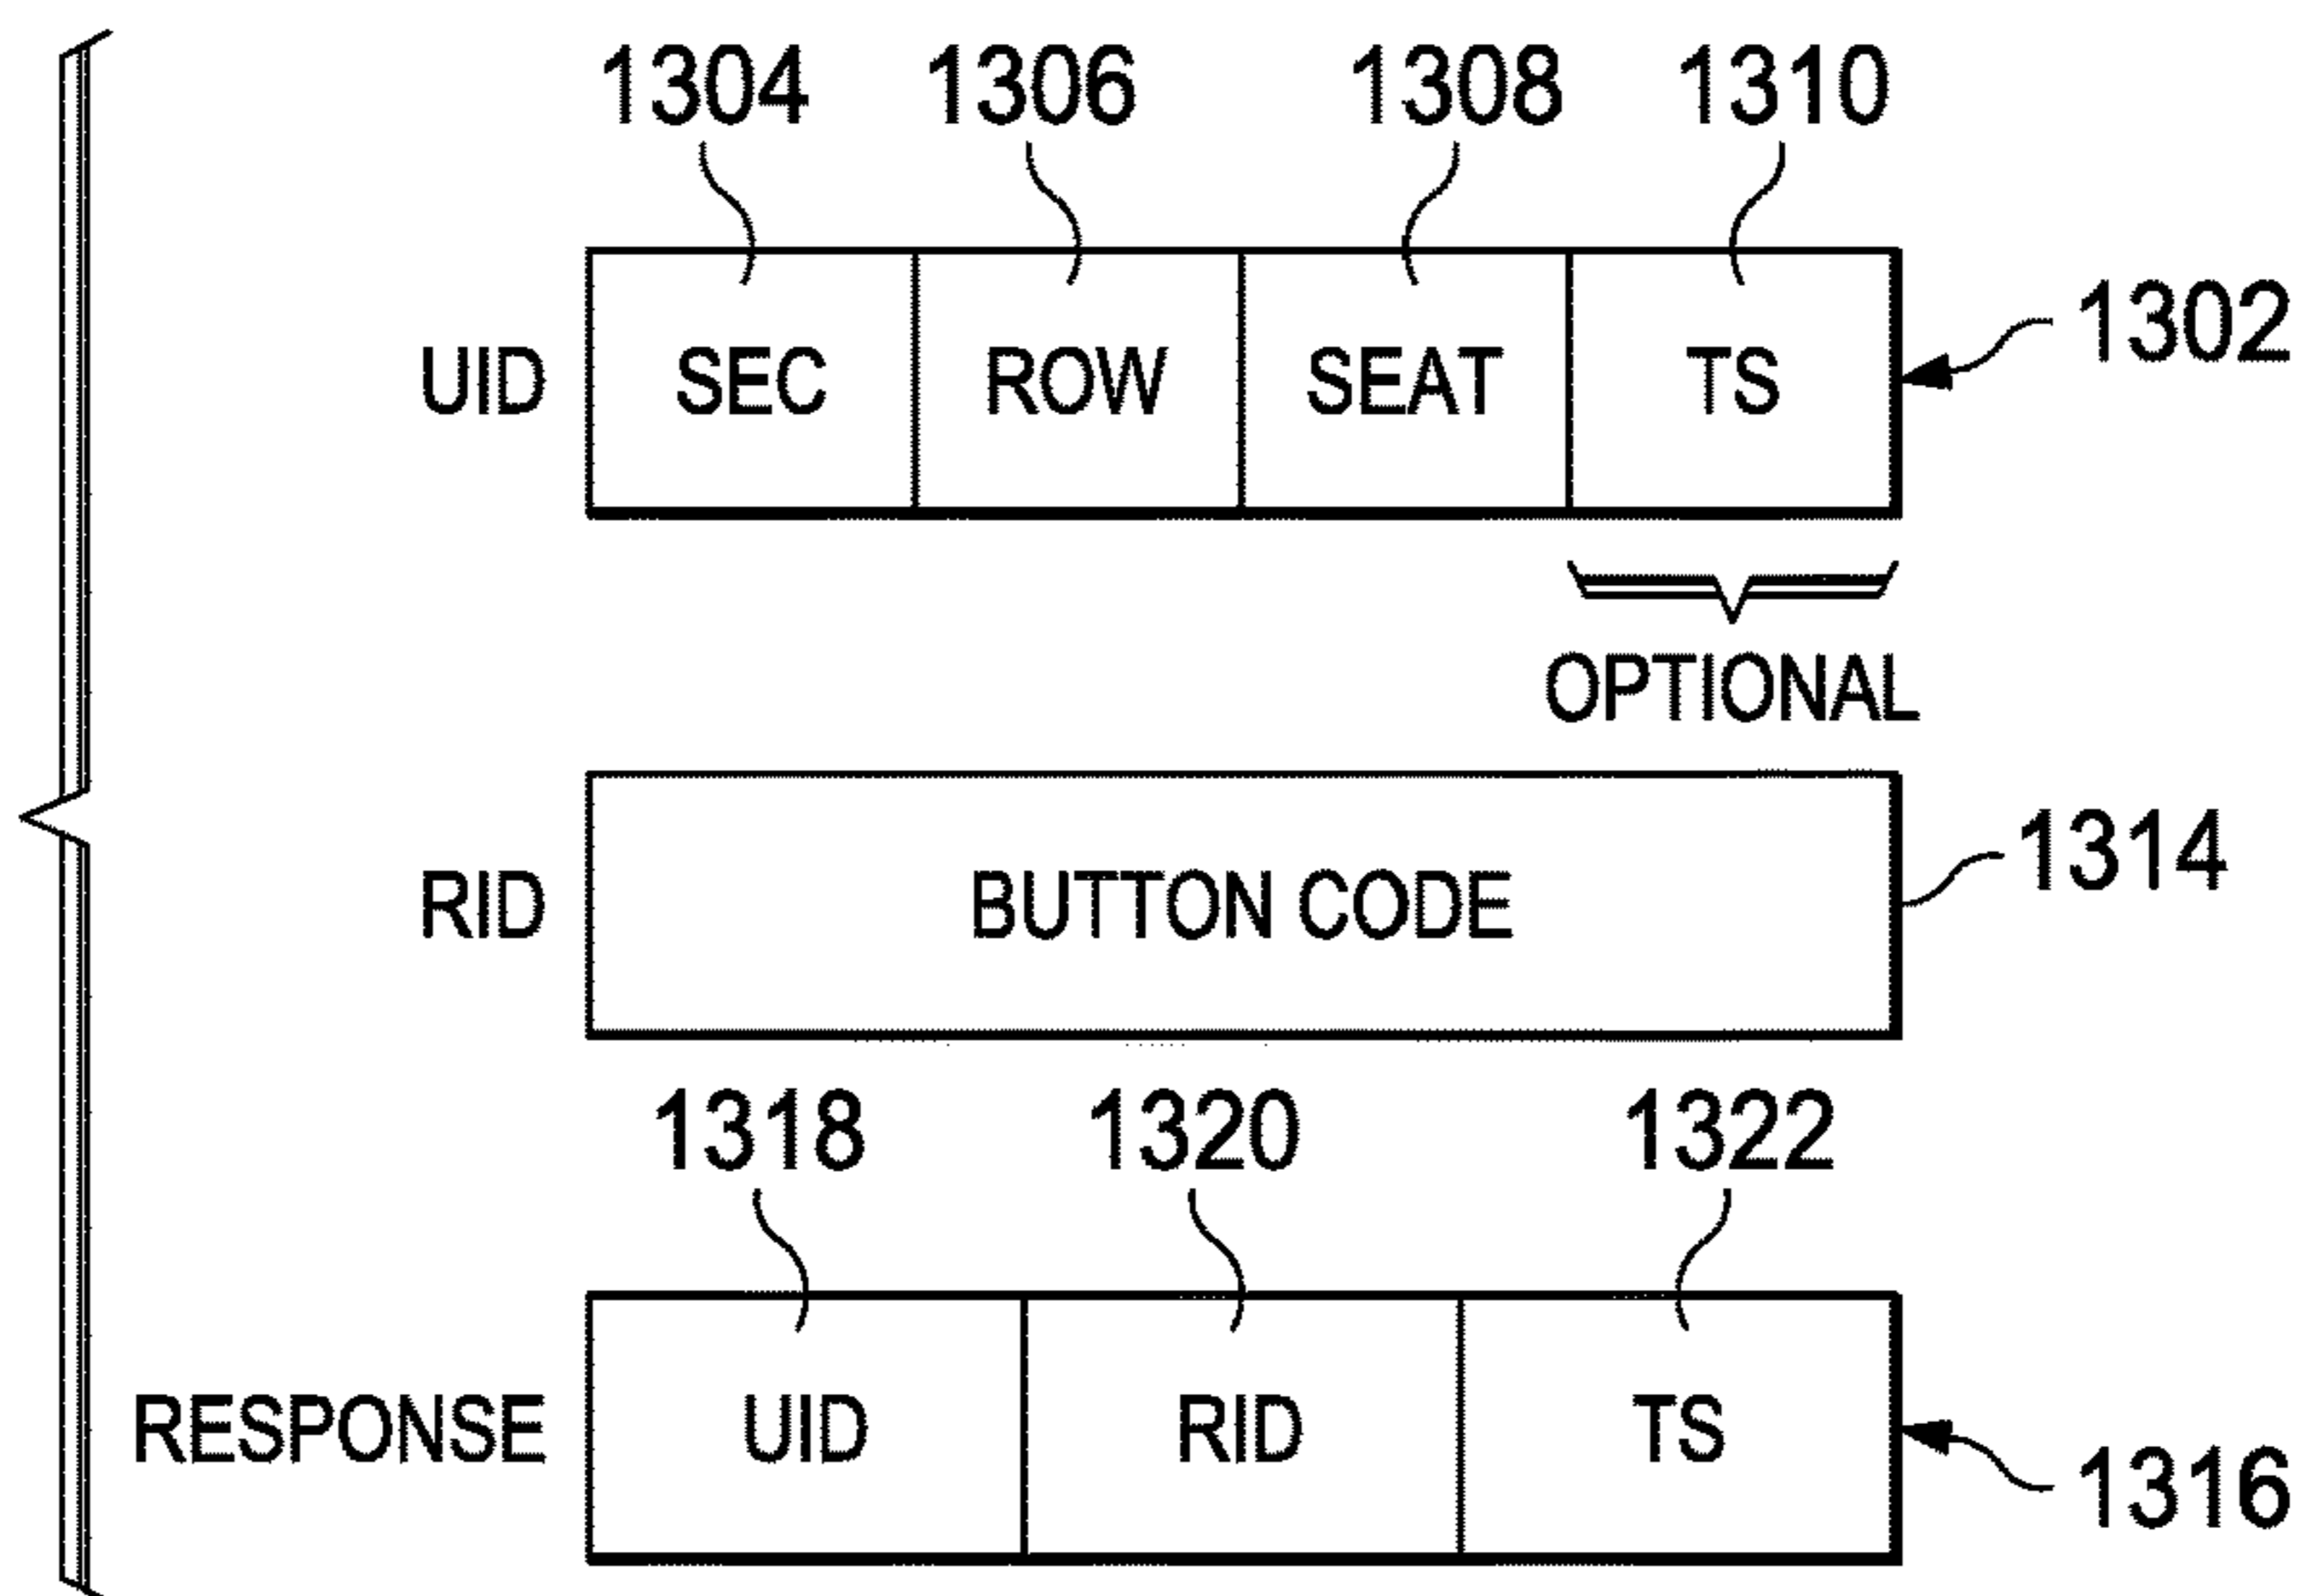 1304 1306 1308 1310
1302
UID SEC ROW SEAT TS
OPTIONAL
1314
RID BUTTON CODE
1318 1320 1322
RESPONSE UID RID TS
1316